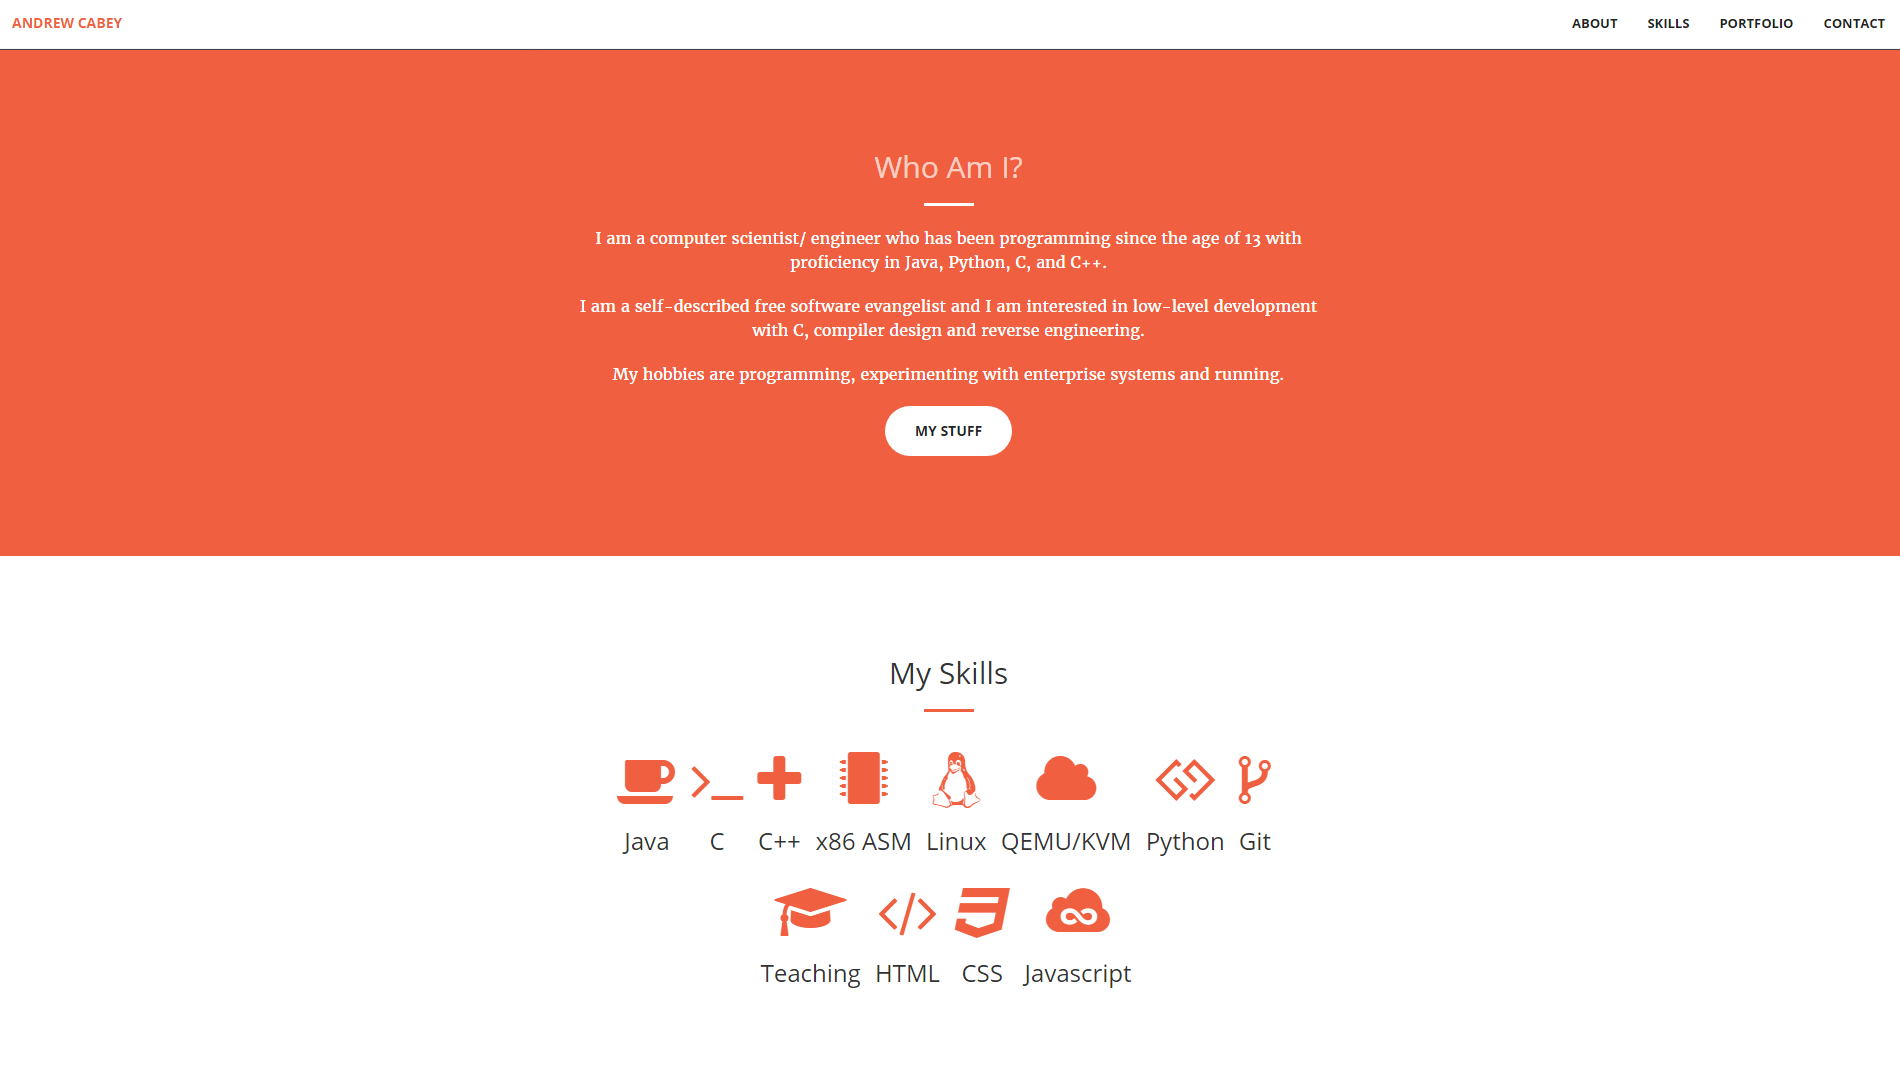 ANDREW CABEY
ABOUT SKILLS PORTFOLIO CONTACT
Who Am I?
I am a computer scientist/ engineer who has been programming since the age of 13 with
proficiency in Java, Python, C, and C++.
I am a self-described free software evangelist and I am interested in low-level development
with C, compiler design and reverse engineering.
My hobbies are programming, experimenting with enterprise systems and running.
MY STUFF
My Skills
Java C C++ x86 ASM Linux QEMU/KVM Python Git
Teaching HTML CSS Javascript